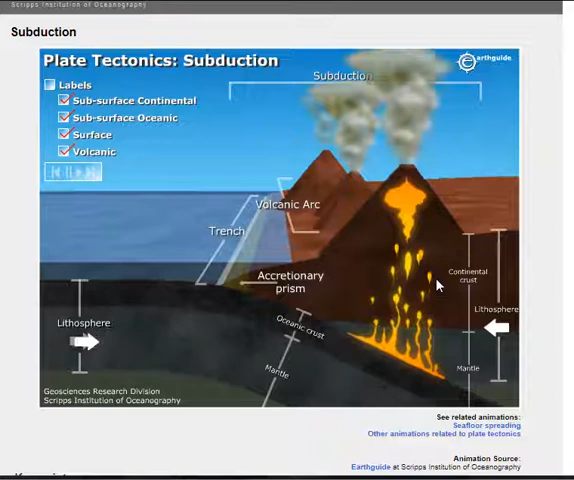 Scripps Institution of Oceanography
Subduction
Plate Tectonics: Subduction
earthguide
Subduction
Labels
Sub-surface Continental
Sub-surface Oceanic
Surface
Volcanic
Volcanic Arc
Trench
Accretionary
prism
Continental
crust
Lithosphere
Lithosphere
Oceanic crust
Mantle
Mantle
Geosciences Research Division
Scripps Institution of Oceanography
See related animations:
Seafloor spreading
Other animations related to plate tectonics
Animation Source:
Earthguide at Scripps Institution of Oceanography